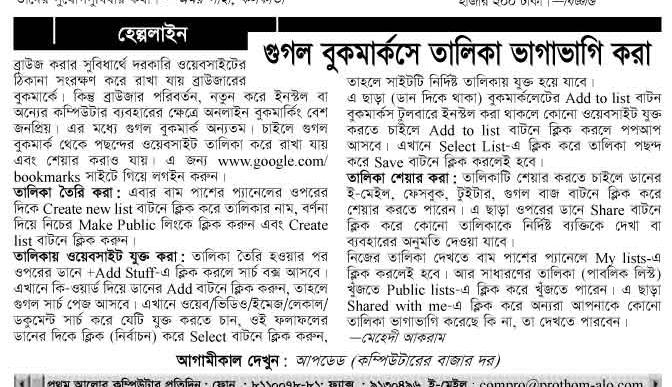 হেল্পলাইন
গুগল বুকমার্কসে তালিকা ভাগাভাগি করা
ব্রাউজ করার সুবিধার্থে দরকারি ওয়েবসাইটের
ঠিকানা সংরক্ষণ করে রাখা যায় ব্রাউজারের
বুকমার্কে। কিন্তু ব্রাউজার পরিবর্তন, নতুন করে ইনস্টল বা
অন্যের কম্পিউটার ব্যবহারের ক্ষেত্রে অনলাইন বুকমার্কিং বেশ
জনপ্রিয়। এর মধ্যে গুগল বুকমার্ক অন্যতম। চাইলে গুগল
বুকমার্ক থেকে পছন্দের ওয়েবসাইট তালিকা করে রাখা যায়
এবং শেয়ার করাও যায়। এ জন্য www.google.com/
bookmarks সাইটে গিয়ে লগইন করুন।
তালিকা তৈরি করা : এবার বাম পাশের প্যানেলের ওপরের
দিকে Create new list বাটনে ক্লিক করে তালিকার নাম, বর্ণনা
দিয়ে নিচের Make Public লিংকে ক্লিক করুন এবং Create
list বাটনে ক্লিক করুন।
তালিকায় ওয়েবসাইট যুক্ত করা : তালিকা তৈরি হওয়ার পর
ওপরের ডানে +Add Stuff-এ ক্লিক করলে সার্চ বক্স আসবে।
এখানে কি-ওয়ার্ড দিয়ে ডানের Add বাটনে ক্লিক করুন, তাহলে
গুগল সার্চ পেজ আসবে। এখানে ওয়েব/ভিডিও/ইমেজ/লেকাল/
ডকুমেন্ট সার্চ করে যেটি যুক্ত করতে চান, ওই ফলাফলের
ডানের দিকে ক্লিক (নির্বাচন) করে Select বাটনে ক্লিক করুন,
তাহলে সাইটটি নির্দিষ্ট তালিকায় যুক্ত হয়ে যাবে।
এ ছাড়া (ডান দিকে থাকা) বুকমার্কলেটের Add to list বাটন
বুকমার্কস টুলবারে ইনস্টল করা থাকলে কোনো ওয়েবসাইট যুক্ত
করতে চাইলে Add to list বাটনে ক্লিক করলে পপআপ
আসবে। এখানে Select List-এ ক্লিক করে তালিকা পছন্দ
করে Save বাটনে ক্লিক করলেই হবে।
তালিকা শেয়ার করা : তালিকাটি শেয়ার করতে চাইলে ডানের
ই-মেইল, ফেসবুক, টুইটার, গুগল বাজ বাটনে ক্লিক করে
শেয়ার করতে পারেন। এ ছাড়া ওপরের ডানে Share বাটনে
ক্লিক করে কোনো তালিকাকে নির্দিষ্ট ব্যক্তিকে দেখা বা
ব্যবহারের অনুমতি দেওয়া যাবে।
নিজের তালিকা দেখতে বাম পাশের প্যানেলে My lists-এ
ক্লিক করলেই হবে। আর সাধারণের তালিকা (পাবলিক লিস্ট)
খুঁজতে Public lists-এ ক্লিক করে খুঁজতে পারেন। এ ছাড়া
Shared with me-এ ক্লিক করে অন্যরা আপনাকে কোনো
তালিকা ভাগাভাগি করেছে কি না, তা দেখতে পারবেন।
—মেহেদী আকরাম
আগামীকাল দেখুন : আপডেড (কম্পিউটারের বাজার দর)
প্রথম আলোর কম্পিউটার প্রতিদিন : ফোন : ৮১১০০৭৮-৮১; ফ্যাক্স : ৯১৩০৪৯৬ ই-মেইল : compro@prothom-alo.com